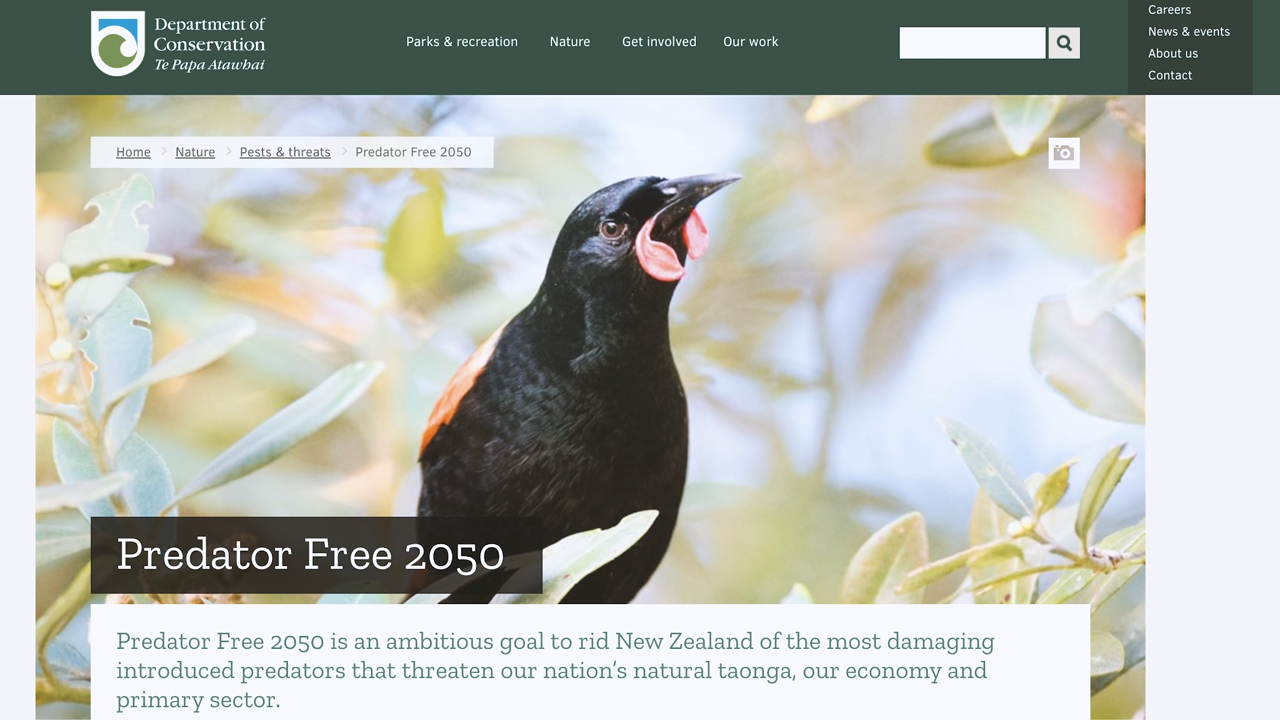 Department of
Conservation
Te Papa Atawhai
Parks & recreation
Nature
Get involved
Our work
Careers
News & events
About us
Contact
Home > Nature > Pests & threats > Predator Free 2050
Predator Free 2050
Predator Free 2050 is an ambitious goal to rid New Zealand of the most damaging
introduced predators that threaten our nation's natural taonga, our economy and
primary sector.